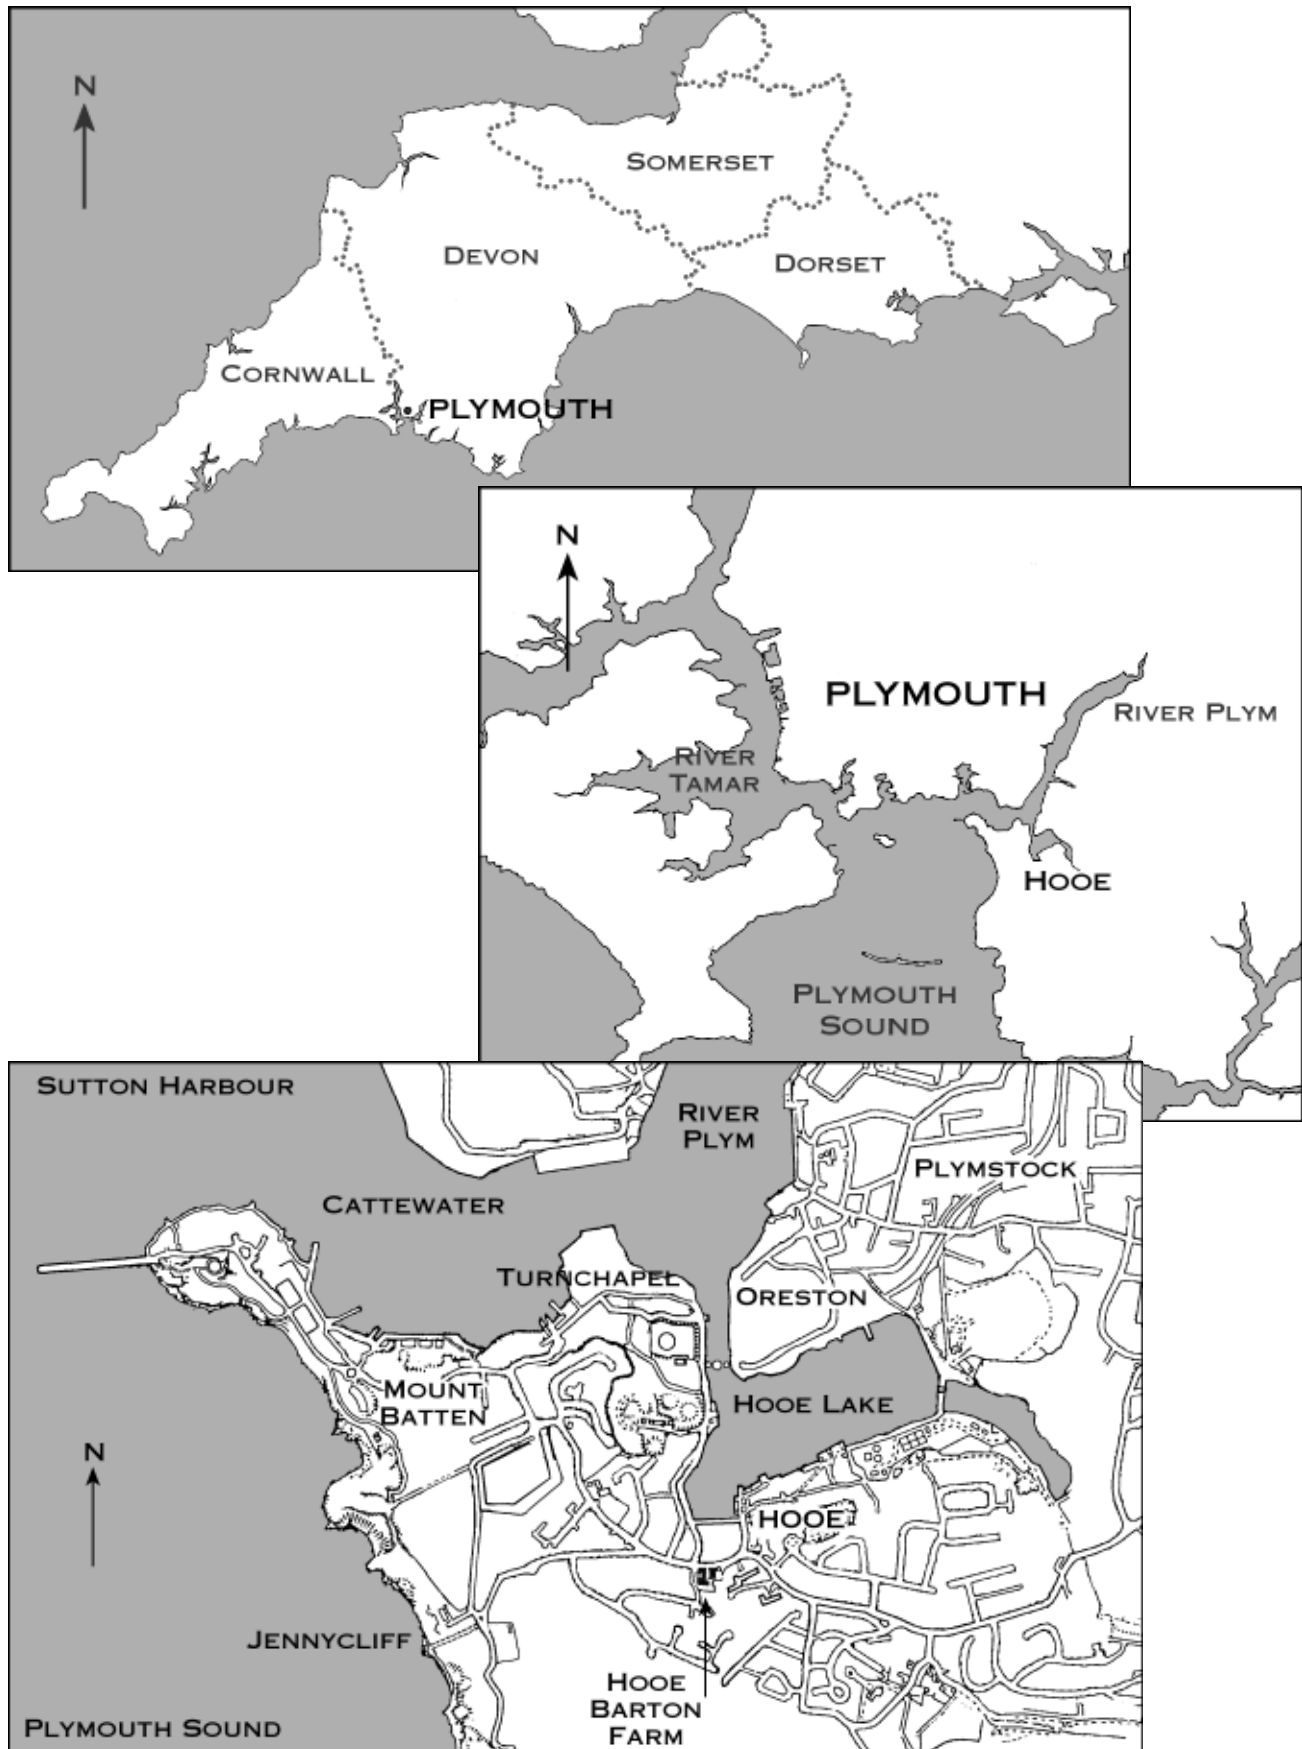 N
SOMERSET
DEVON
DORSET
CORNWALL
PLYMOUTH
N
PLYMOUTH
RIVER PLYM
RIVER
TAMAR
HOOE
PLYMOUTH
SOUND
SUTTON HARBOUR
RIVER
PLYM
PLYMSTOCK
CATTEWATER
TURNCHAPEL
ORESTON
MOUNT
BATTEN
HOOE LAKE
N
HOOE
JENNYCLIFF
HOOE
BARTON
FARM
PLYMOUTH SOUND